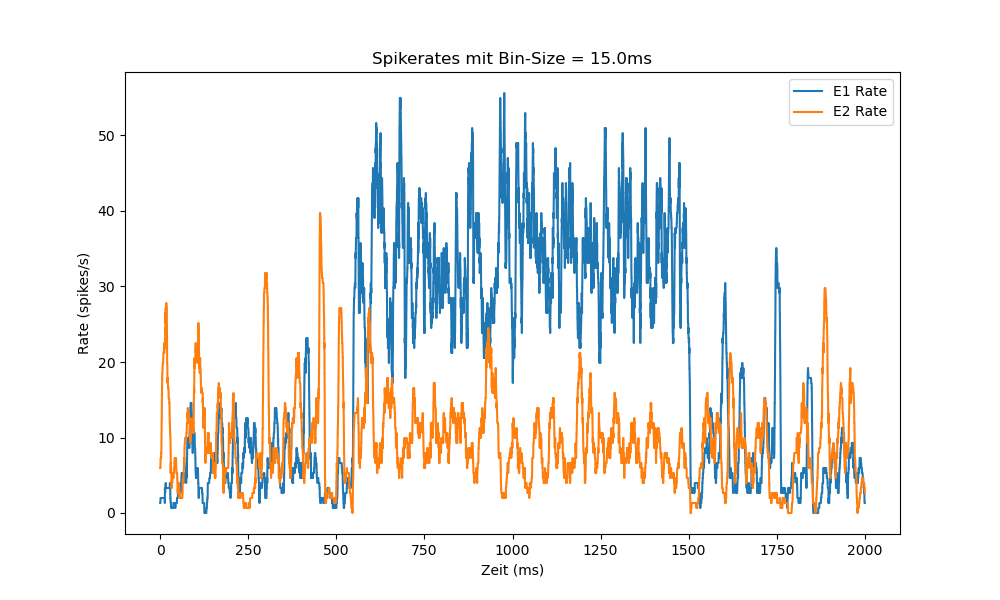 Spikerates mit Bin-Size = 15.0ms
E1 Rate
E2 Rate
50
40
30
20
10
0
Rate (spikes/s)
0 250 500 750 1000 1250 1500 1750 2000
Zeit (ms)